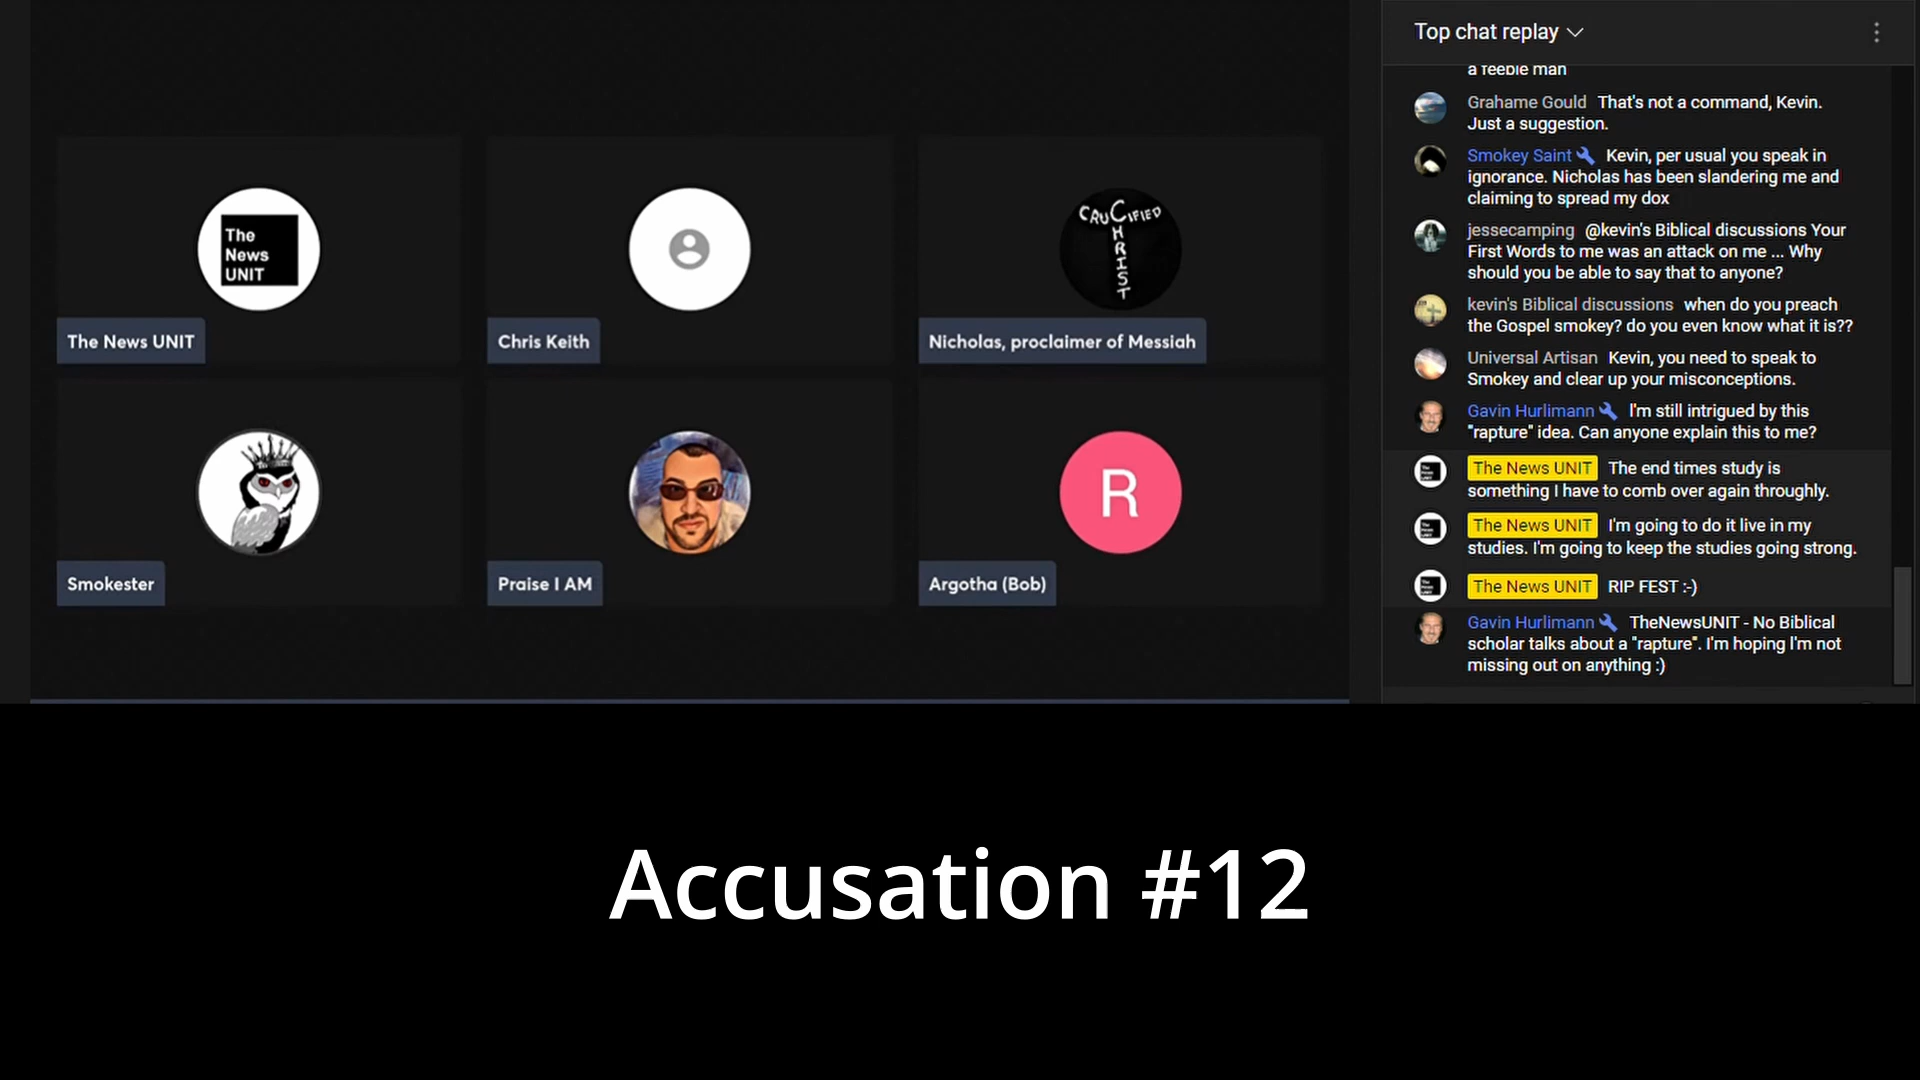 The
News
UNIT
The News UNIT
Chris Keith
CRUCIFIED
CHRIST
Nicholas, proclaimer of Messiah
Smokester
Praise I AM
R
Argotha (Bob)
Top chat replay
a feeble man
Grahame Gould That's not a command, Kevin.
Just a suggestion.
Smokey Saint Kevin, per usual you speak in
ignorance. Nicholas has been slandering me and
claiming to spread my dox
jessecamping @kevin's Biblical discussions Your
First Words to me was an attack on me ... Why
should you be able to say that to anyone?
kevin's Biblical discussions when do you preach
the Gospel smokey? do you even know what it is??
Universal Artisan Kevin, you need to speak to
Smokey and clear up your misconceptions.
Gavin Hurlimann I'm still intrigued by this
"rapture" idea. Can anyone explain this to me?
The News UNIT The end times study is
something I have to comb over again throughly.
The News UNIT I'm going to do it live in my
studies. I'm going to keep the studies going strong.
The News UNIT RIP FEST :-)
Gavin Hurlimann TheNewsUNIT - No Biblical
scholar talks about a "rapture". I'm hoping I'm not
missing out on anything :)
Accusation #12